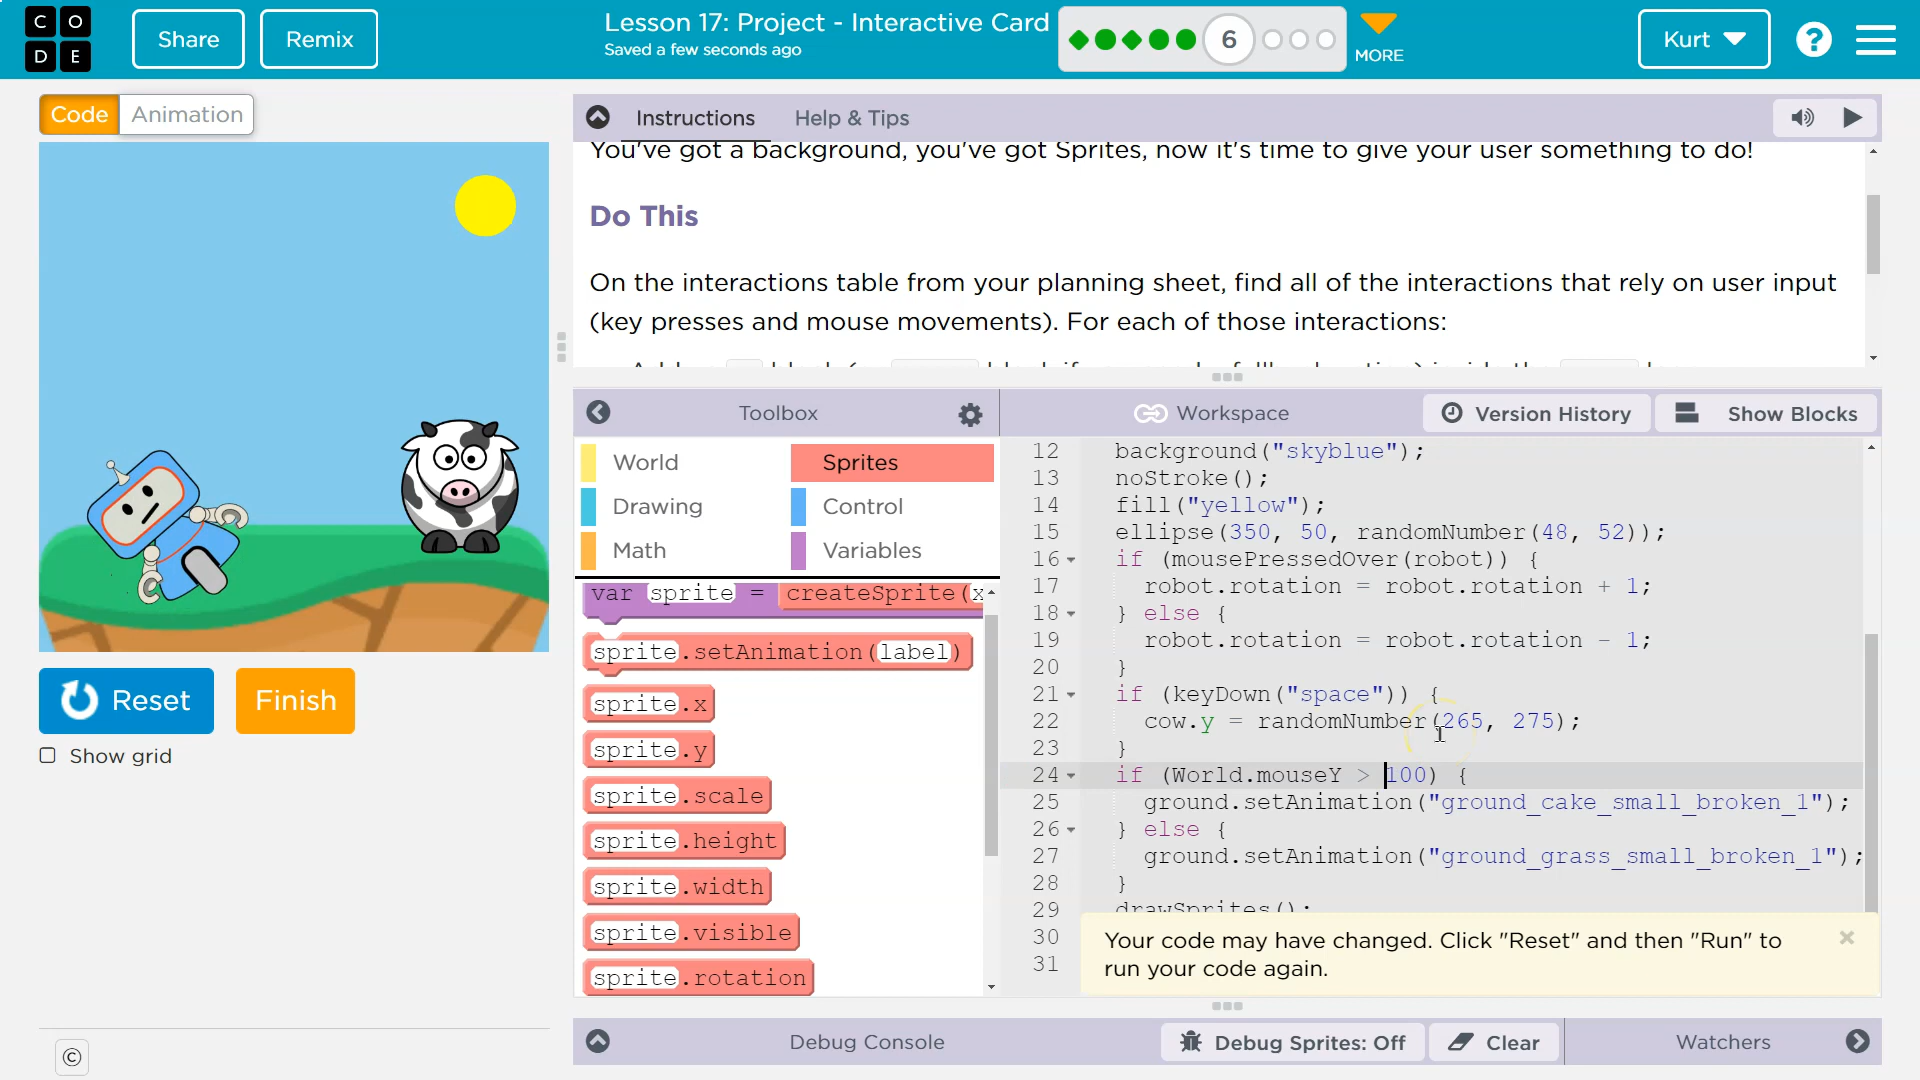 C O
D E
Share
Remix
Lesson 17: Project - Interactive Card
Saved a few seconds ago
6
MORE
Kurt
?
Code
Animation
Instructions
Help & Tips
You've got a background, you've got Sprites, now it's time to give your user something to do!
Do This
On the interactions table from your planning sheet, find all of the interactions that rely on user input
(key presses and mouse movements). For each of those interactions:
Toolbox
Workspace
Version History
Show Blocks
World
Sprites
Drawing
Control
Math
Variables
var sprite = createSprite(x
sprite.setAnimation(label)
sprite.x
sprite.y
sprite.scale
sprite.height
sprite.width
sprite.visible
sprite.rotation
12 background("skyblue");
13 noStroke();
14 fill("yellow");
15 ellipse(350, 50, randomNumber(48, 52));
16 if (mousePressedOver(robot)) {
17 robot.rotation = robot.rotation + 1;
18 } else {
19 robot.rotation = robot.rotation - 1;
20 }
21 if (keyDown("space")) {
22 cow.y = randomNumber(265, 275);
23 }
24 if (World.mouseY > 100) {
25 ground.setAnimation("ground_cake_small_broken_1");
26 } else {
27 ground.setAnimation("ground_grass_small_broken_1");
28 }
29 drawSprites();
30
31
Your code may have changed. Click "Reset" and then "Run" to
run your code again.
Reset
Finish
Show grid
Debug Console
Debug Sprites: Off
Clear
Watchers
©